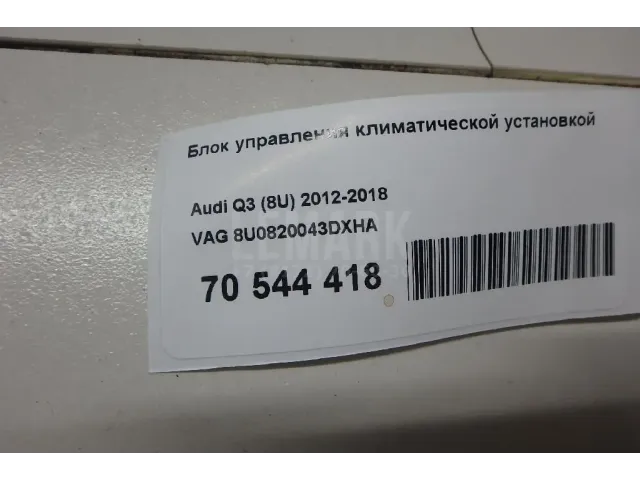 Блок управления климатической установкой
Audi Q3 (8U) 2012-2018
VAG 8U0820043DXHA
70 544 418